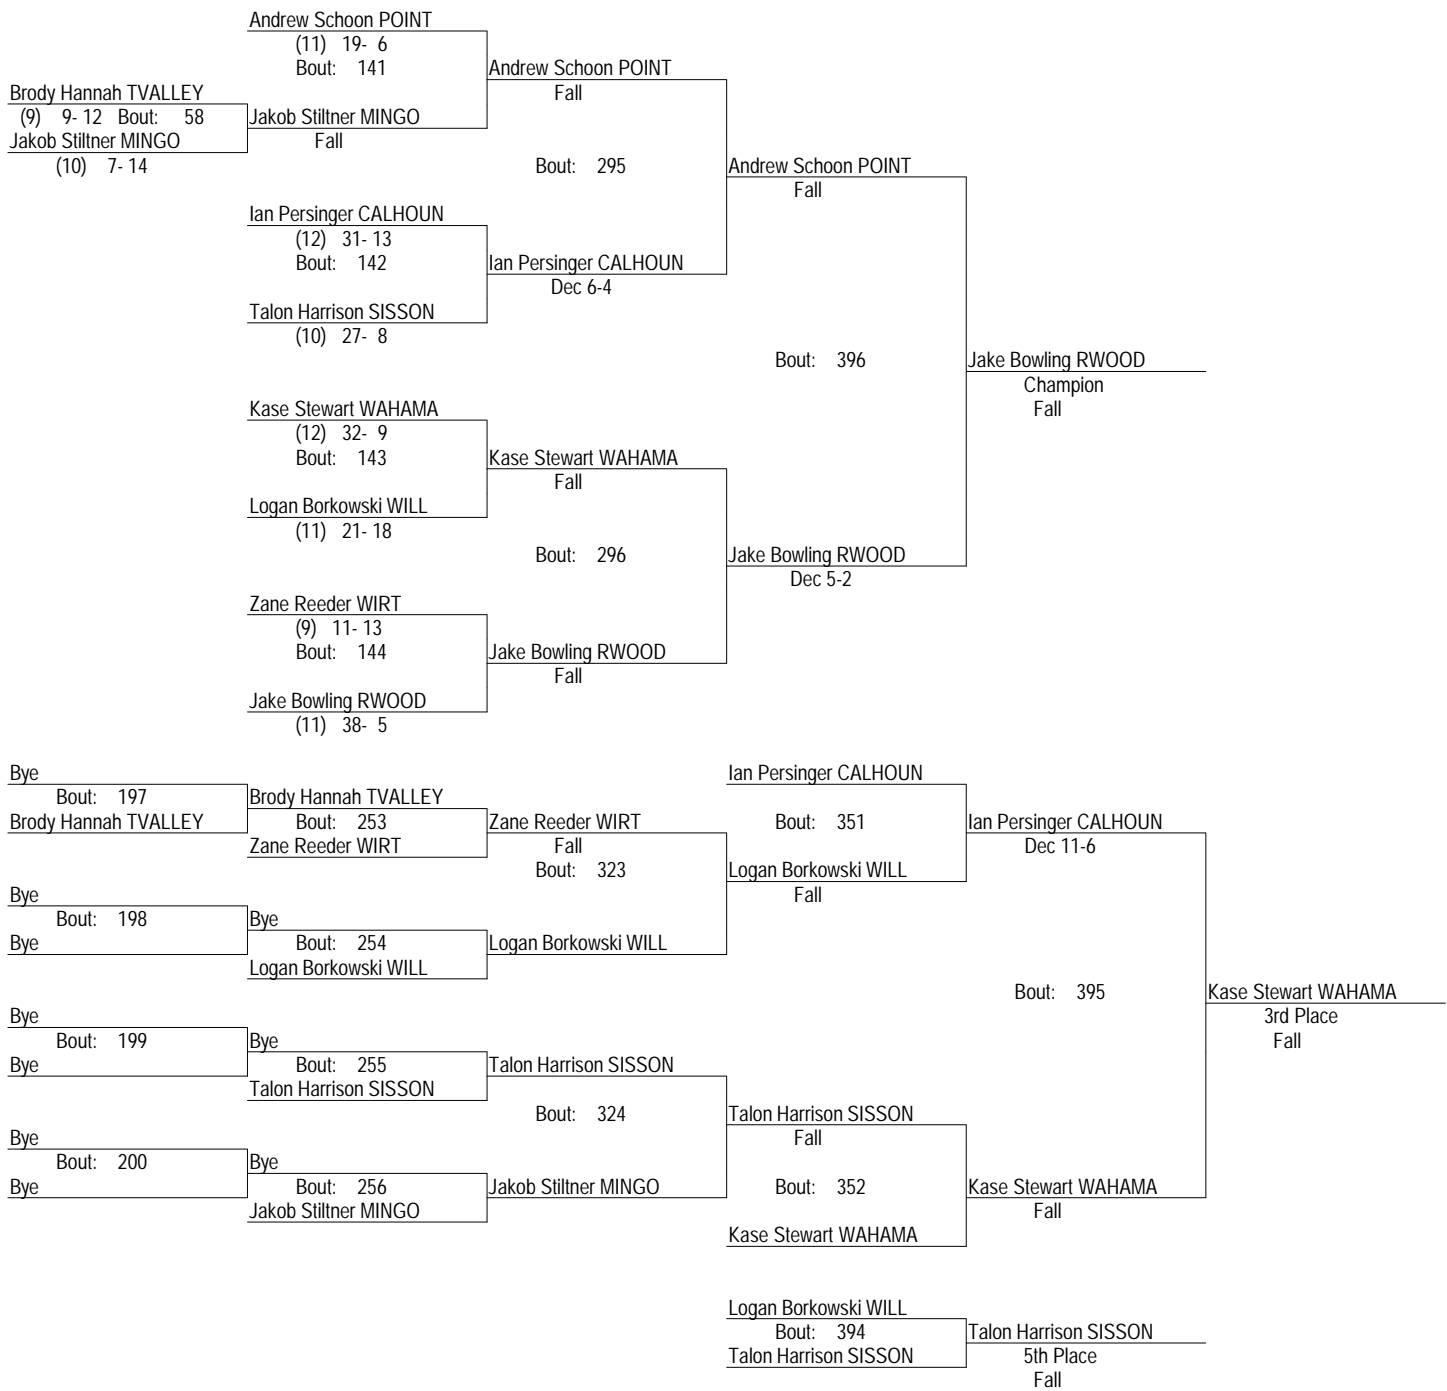 Andrew Schoon POINT
(11) 19- 6
Bout: 141
Andrew Schoon POINT
Fall
Brody Hannah TVALLEY
(9) 9- 12 Bout: 58
Jakob Stiltner MINGO
(10) 7- 14
Jakob Stiltner MINGO
Fall
Bout: 295
Andrew Schoon POINT
Fall
Ian Persinger CALHOUN
(12) 31- 13
Bout: 142
Ian Persinger CALHOUN
Dec 6-4
Talon Harrison SISSON
(10) 27- 8
Bout: 396
Jake Bowling RWOOD
Champion
Fall
Kase Stewart WAHAMA
(12) 32- 9
Bout: 143
Kase Stewart WAHAMA
Fall
Logan Borkowski WILL
(11) 21- 18
Bout: 296
Jake Bowling RWOOD
Dec 5-2
Zane Reeder WIRT
(9) 11- 13
Bout: 144
Jake Bowling RWOOD
Fall
Jake Bowling RWOOD
(11) 38- 5
Bye
Bout: 197
Brody Hannah TVALLEY
Brody Hannah TVALLEY
Bout: 253
Zane Reeder WIRT
Zane Reeder WIRT
Fall
Bout: 323
Ian Persinger CALHOUN
Bout: 351
Logan Borkowski WILL
Fall
Ian Persinger CALHOUN
Dec 11-6
Bye
Bout: 198
Bye
Bye
Bout: 254
Logan Borkowski WILL
Logan Borkowski WILL
Bout: 395
Kase Stewart WAHAMA
3rd Place
Fall
Bye
Bout: 199
Bye
Bye
Bout: 255
Talon Harrison SISSON
Talon Harrison SISSON
Bout: 324
Talon Harrison SISSON
Fall
Bye
Bout: 200
Bye
Bye
Bout: 256
Jakob Stiltner MINGO
Jakob Stiltner MINGO
Bout: 352
Kase Stewart WAHAMA
Kase Stewart WAHAMA
Fall
Logan Borkowski WILL
Bout: 394
Talon Harrison SISSON
Talon Harrison SISSON
5th Place
Fall